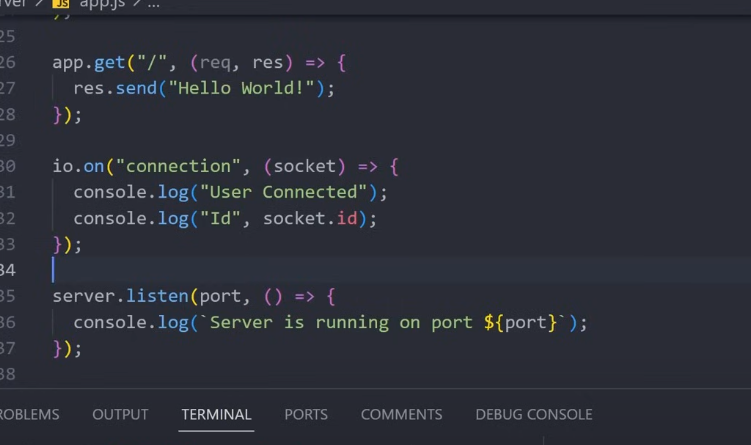 app.js
...
25
26 app.get("/", (req, res) => {
27 res.send("Hello World!");
28 });
29
30 io.on("connection", (socket) => {
31 console.log("User Connected");
32 console.log("Id", socket.id);
33 });
34
35 server.listen(port, () => {
36 console.log(`Server is running on port ${port}`);
37 });
38
PROBLEMS OUTPUT TERMINAL PORTS COMMENTS DEBUG CONSOLE